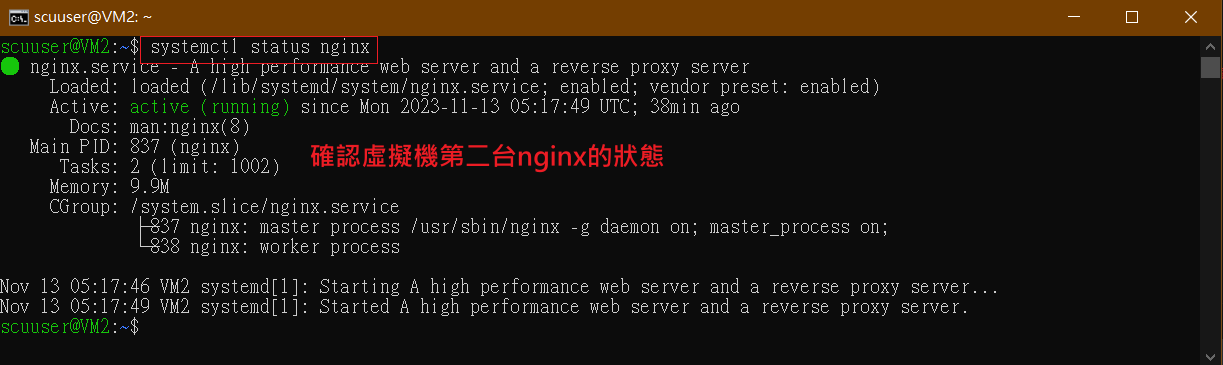 scuuser@VM2: ~
scuuser@VM2:~$ systemctl status nginx
● nginx.service - A high performance web server and a reverse proxy server
Loaded: loaded (/lib/systemd/system/nginx.service; enabled; vendor preset: enabled)
Active: active (running) since Mon 2023-11-13 05:17:49 UTC; 38min ago
Docs: man:nginx(8)
Main PID: 837 (nginx)
Tasks: 2 (limit: 1002)
確認虛擬機第二台nginx的狀態
Memory: 9.9M
CGroup: /system.slice/nginx.service
├─837 nginx: master process /usr/sbin/nginx -g daemon on; master_process on;
└─838 nginx: worker process
Nov 13 05:17:46 VM2 systemd[1]: Starting A high performance web server and a reverse proxy server...
Nov 13 05:17:49 VM2 systemd[1]: Started A high performance web server and a reverse proxy server.
scuuser@VM2:~$